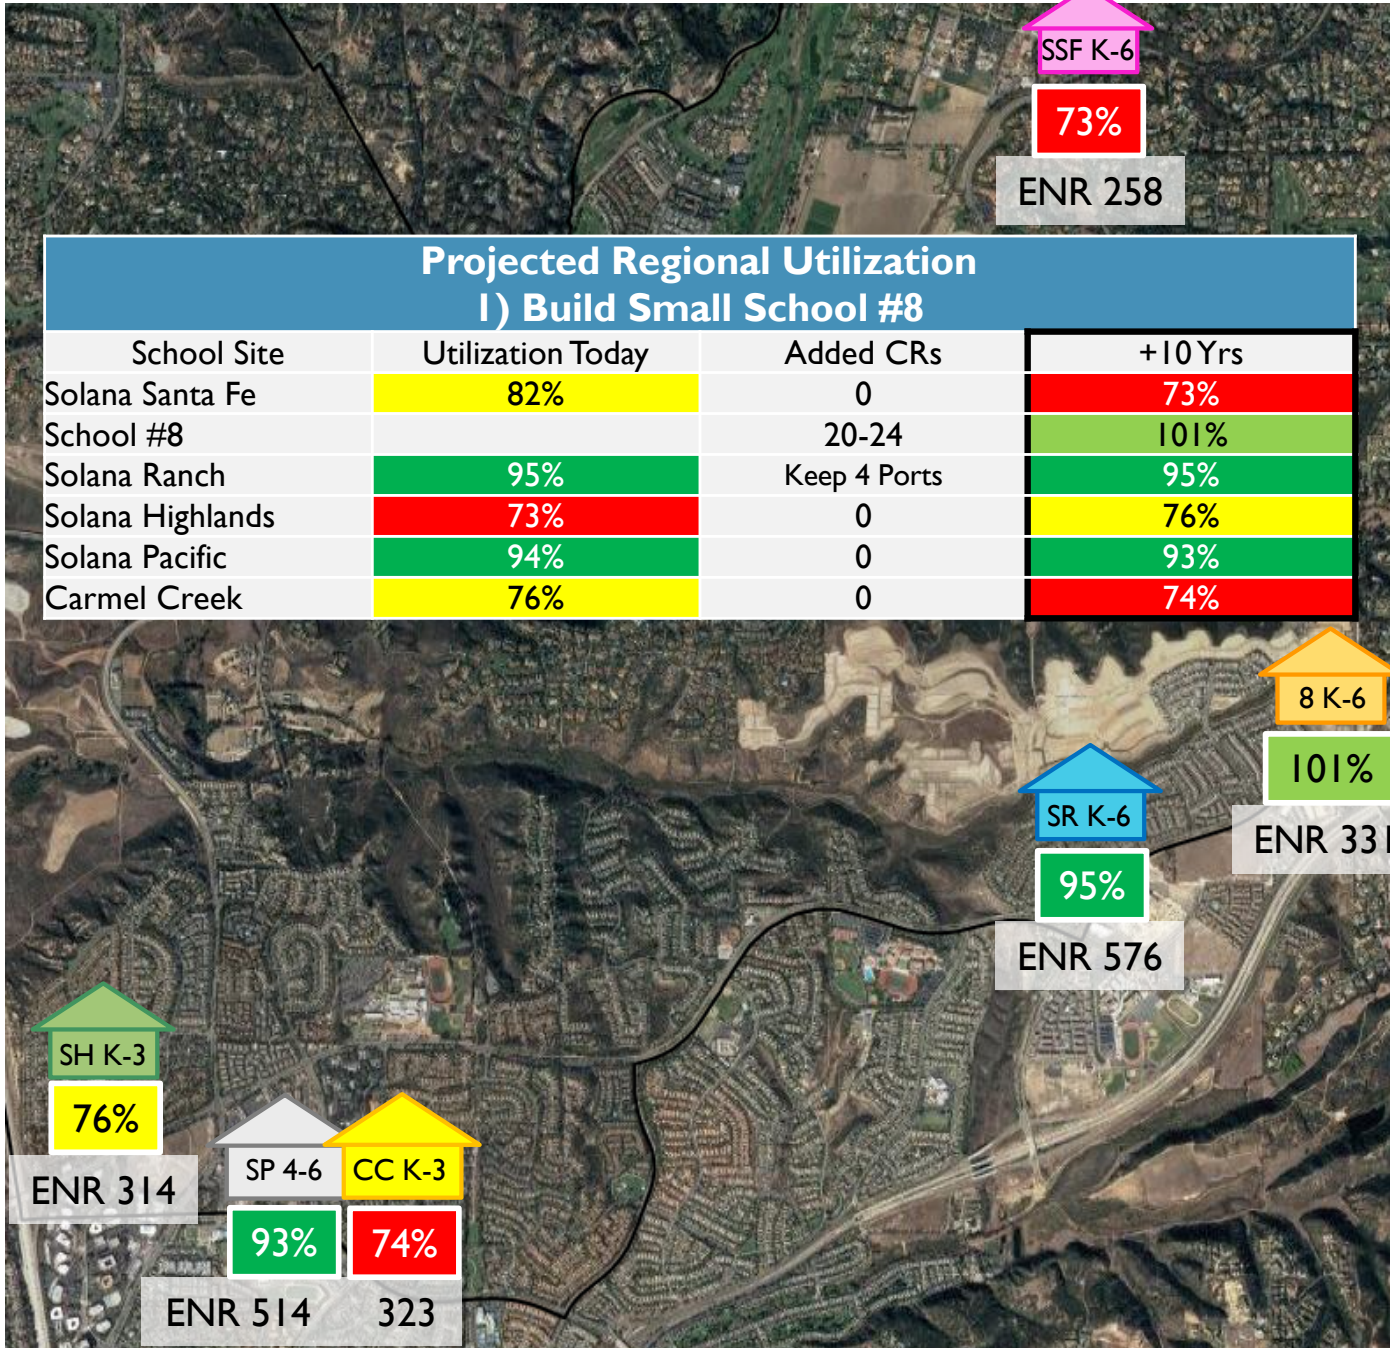 SSF K-6
73%
ENR 258
Projected Regional Utilization
1) Build Small School #8
School Site Utilization Today Added CRs +10 Yrs
Solana Santa Fe 82% 0 73%
School #8 20-24 101%
Solana Ranch 95% Keep 4 Ports 95%
Solana Highlands 73% 0 76%
Solana Pacific 94% 0 93%
Carmel Creek 76% 0 74%
8 K-6
101%
ENR 331
SR K-6
95%
ENR 576
SH K-3
76%
ENR 314
SP 4-6 CC K-3
93% 74%
ENR 514 323